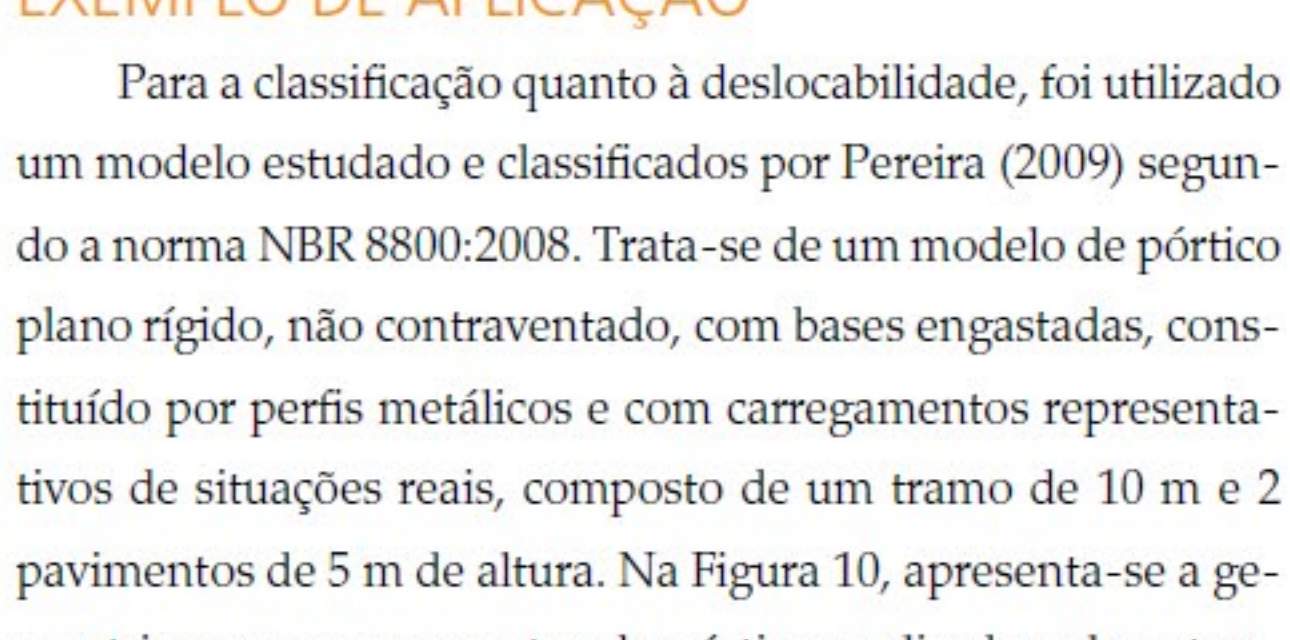 EXEMPLO DE APLICAÇÃO
Para a classificação quanto à deslocabilidade, foi utilizado
um modelo estudado e classificados por Pereira (2009) segun-
do a norma NBR 8800:2008. Trata-se de um modelo de pórtico
plano rígido, não contraventado, com bases engastadas, cons-
tituído por perfis metálicos e com carregamentos representa-
tivos de situações reais, composto de um tramo de 10 m e 2
pavimentos de 5 m de altura. Na Figura 10, apresenta-se a ge-